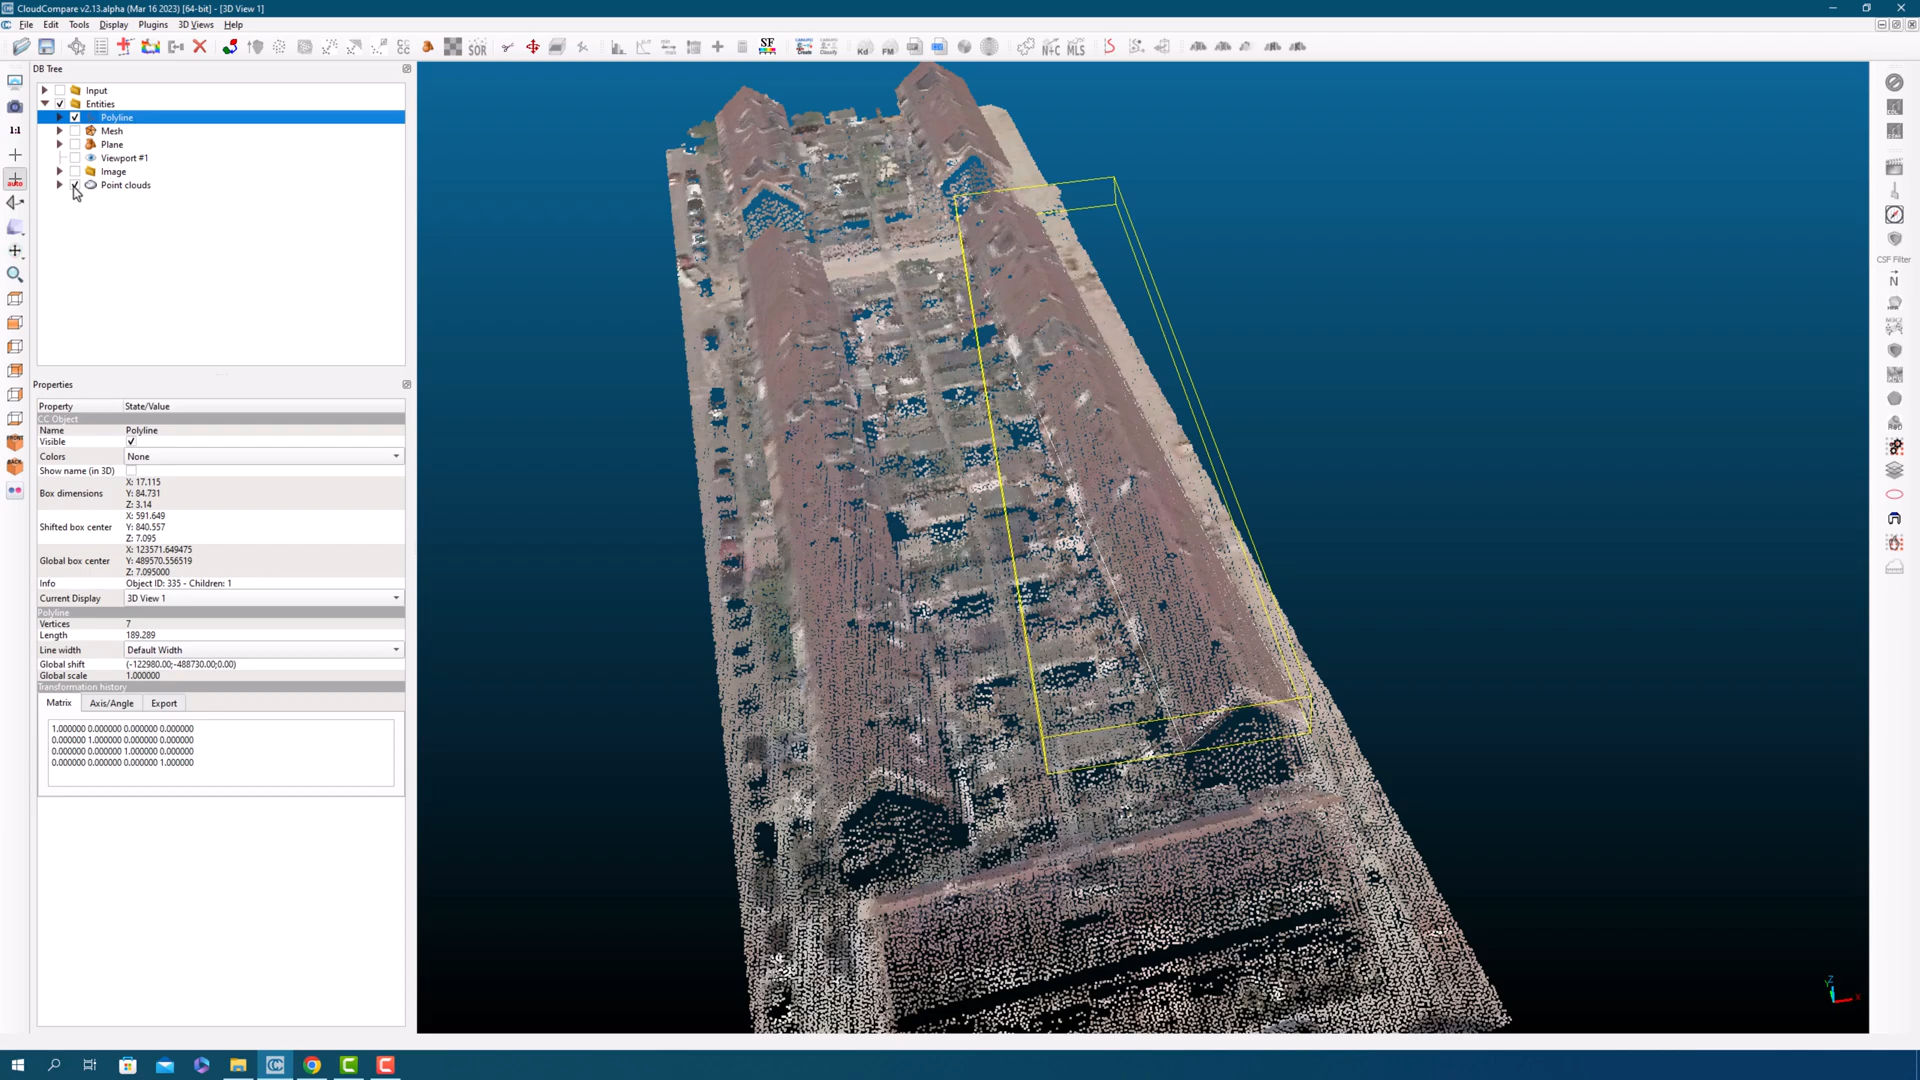 CloudCompare v2.13.alpha (Mar 16 2023) [64-bit] - [3D View 1]
File Edit Tools Display Plugins 3D Views Help
SOR SF Kd FM N+C MLS
DB Tree
Input
Entities
Polyline
Mesh
Plane
Viewport #1
Image
Point clouds
1:1
auto
CSF Filter
N
Properties
Property State/Value
CC Object
Name Polyline
Visible
Colors None
Show name (in 3D)
Box dimensions X: 17.115
Y: 84.731
Z: 3.14
Shifted box center X: 591.649
Y: 840.557
Z: 7.095
Global box center X: 123571.649475
Y: 489570.556519
Z: 7.095000
Info Object ID: 335 - Children: 1
Current Display 3D View 1
Polyline
Vertices 7
Length 189.289
Line width Default Width
Global shift (-122980.00;-488730.00;0.00)
Global scale 1.000000
Transformation history
Matrix Axis/Angle Export
1.000000 0.000000 0.000000 0.000000
0.000000 1.000000 0.000000 0.000000
0.000000 0.000000 1.000000 0.000000
0.000000 0.000000 0.000000 1.000000
FRONT
BACK
Z
Y
X